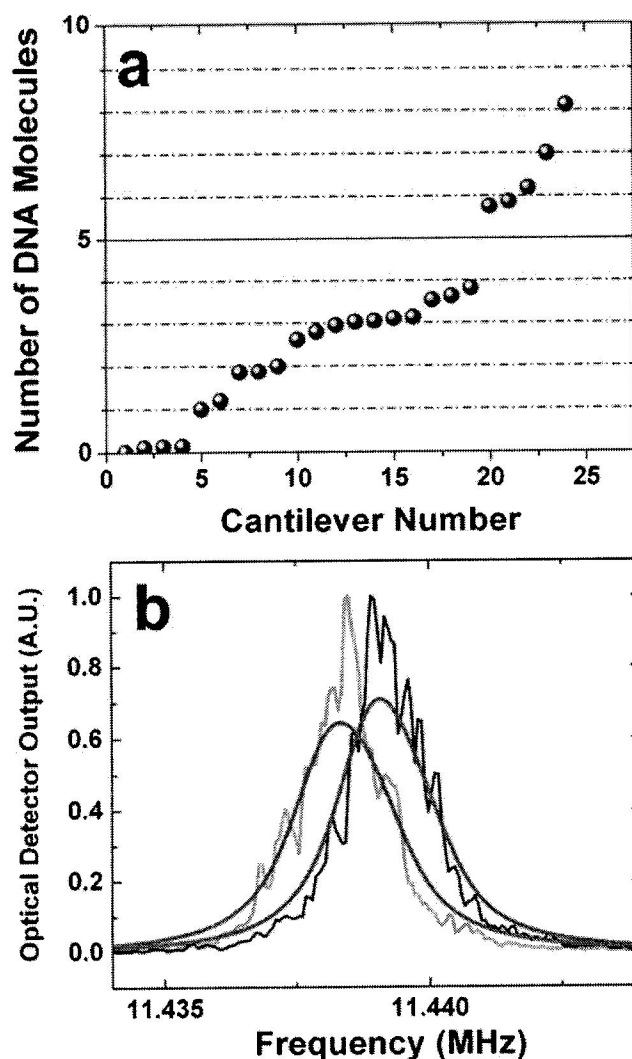 a
Number of DNA Molecules
10
5
0
0 5 10 15 20 25
Cantilever Number
b
Optical Detector Output (A.U.)
1.0
0.8
0.6
0.4
0.2
0.0
11.435 11.440
Frequency (MHz)